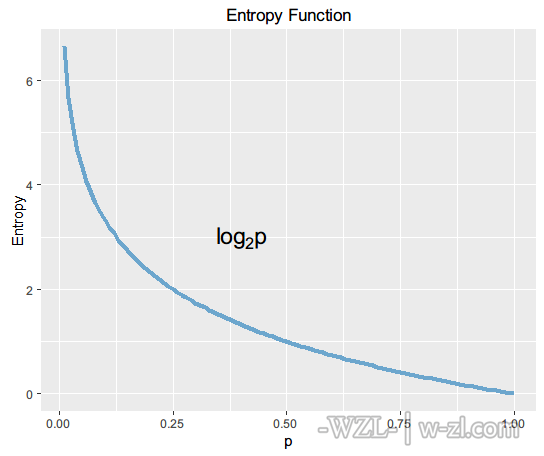 Entropy Function
6
4
2
0
Entropy
log₂p
0.00 0.25 0.50 0.75 1.00
p
-WZL- | w-zl.com